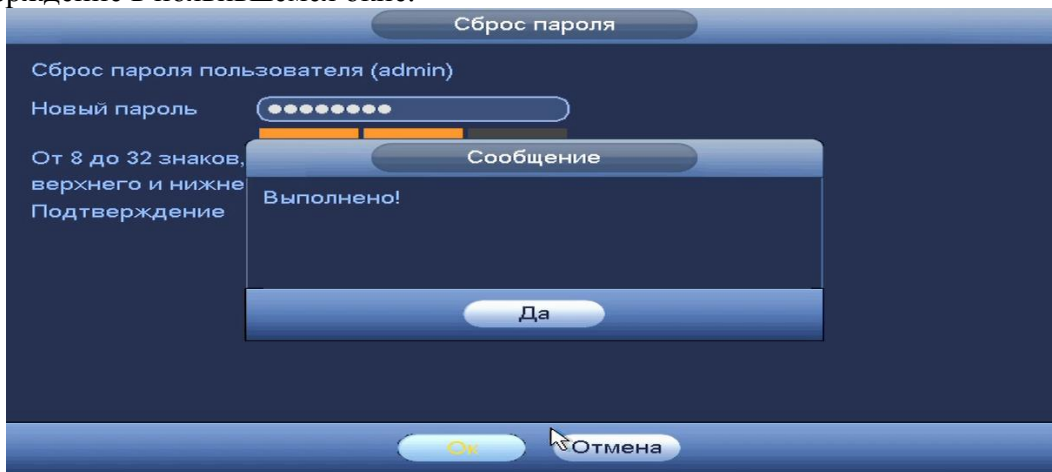 Сброс пароля
Сброс пароля пользователя (admin)
Новый пароль ●●●●●●●●
От 8 до 32 знаков,
верхнего и нижне
Подтверждение
Сообщение
Выполнено!
Да
Ок Отмена